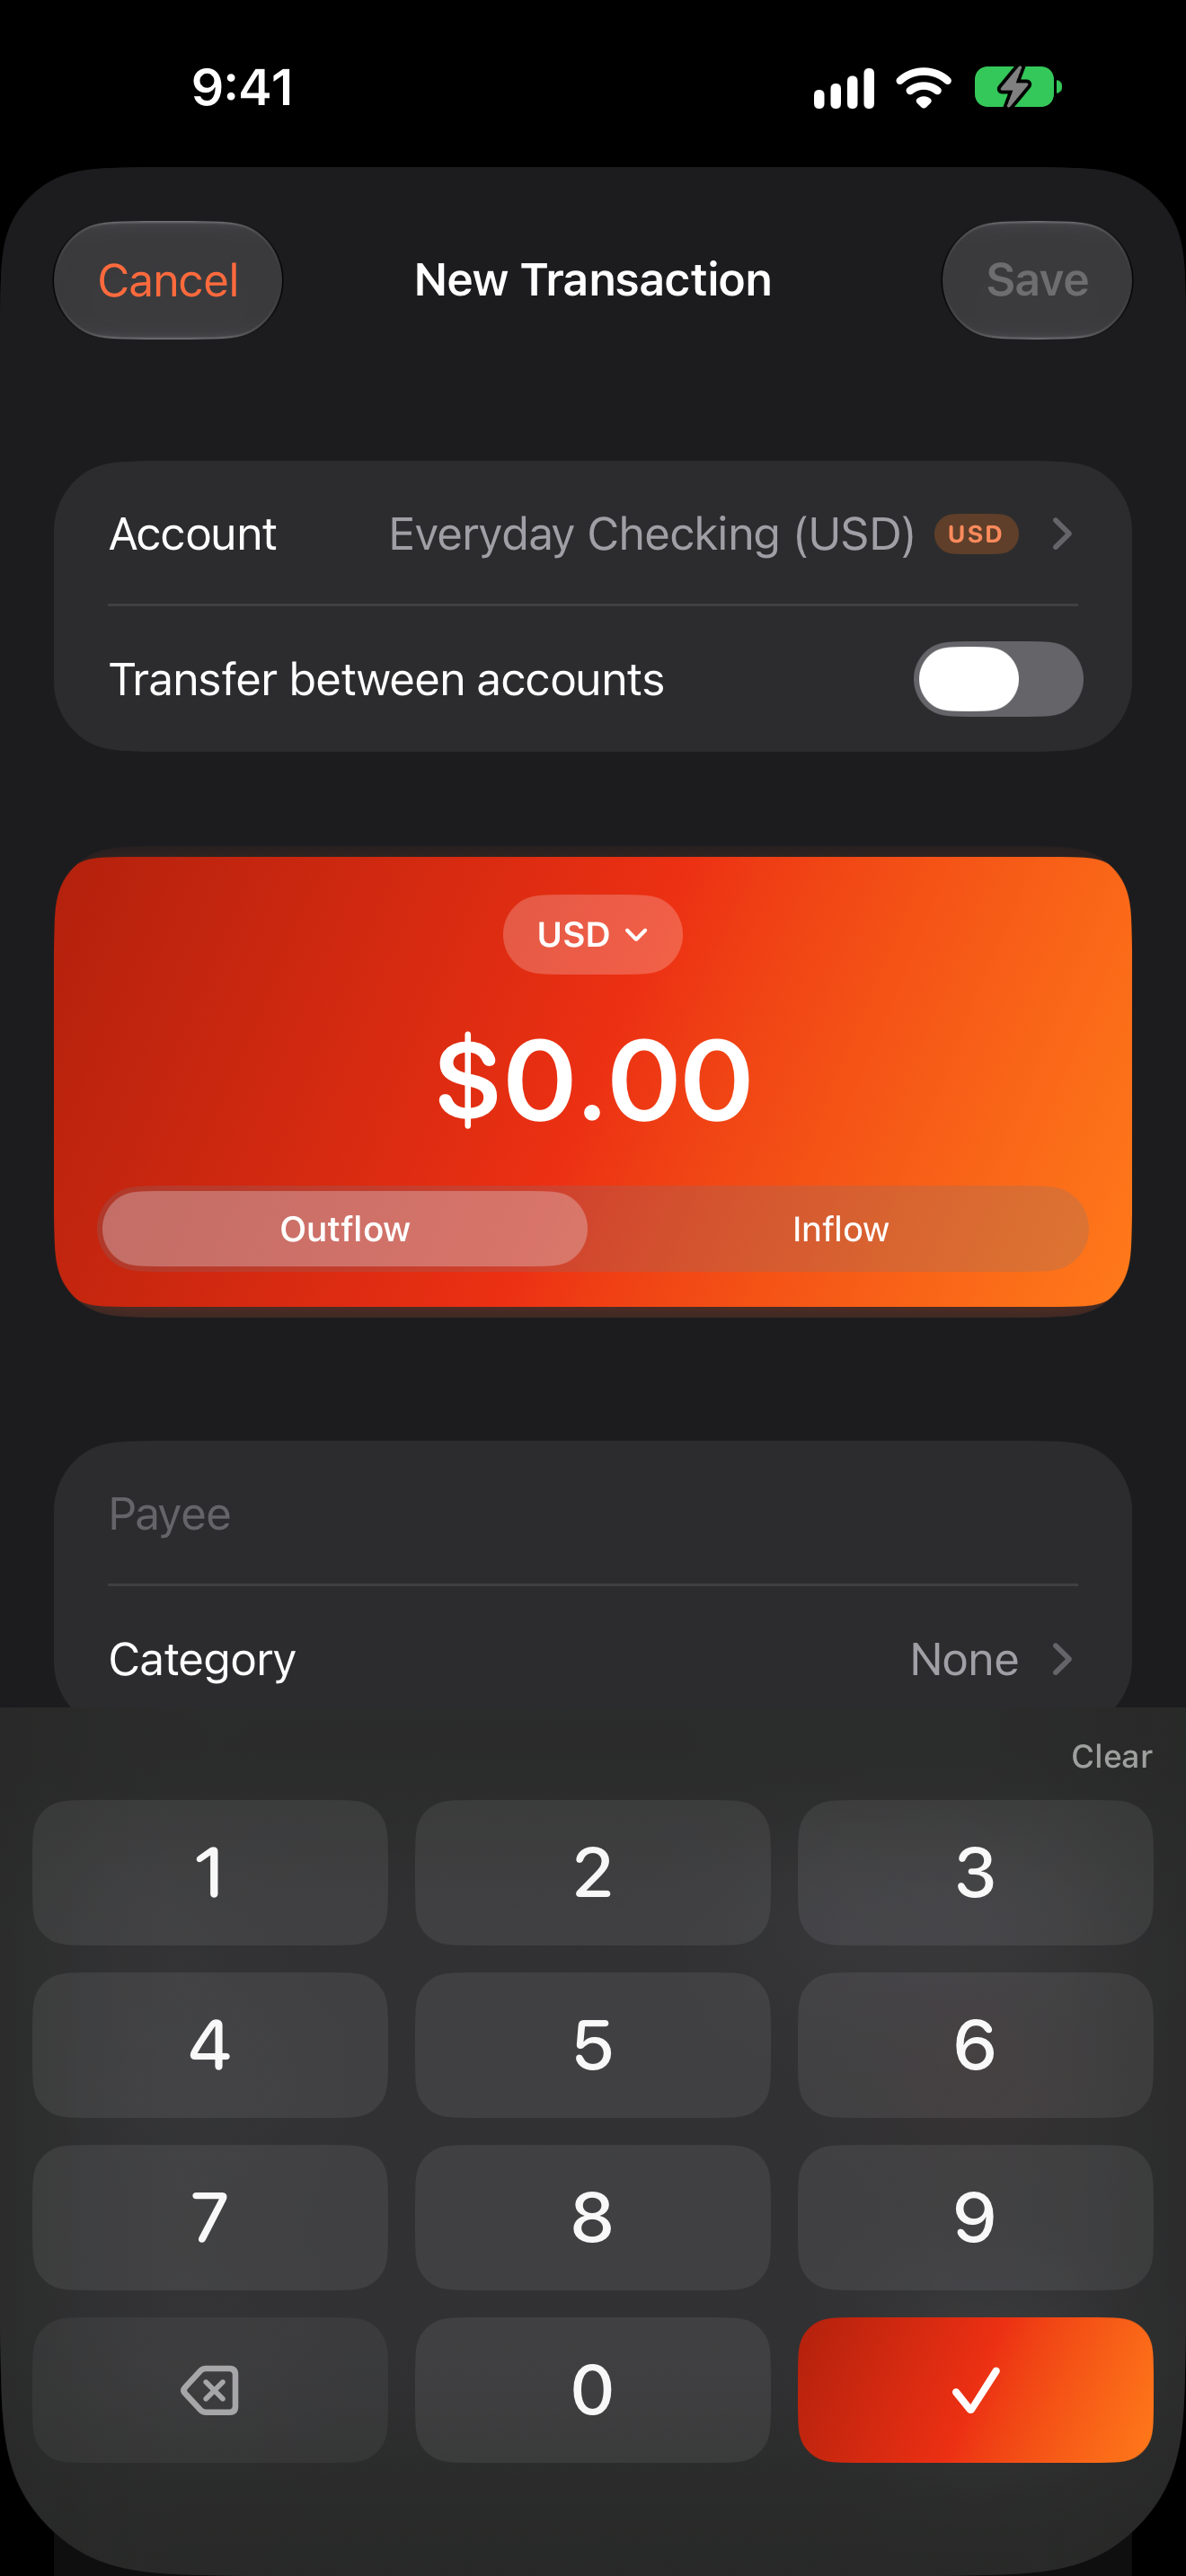 9:41
Cancel New Transaction Save
Account Everyday Checking (USD) USD
Transfer between accounts
USD
$0.00
Outflow Inflow
Payee
Category None
Clear
1 2 3
4 5 6
7 8 9
0